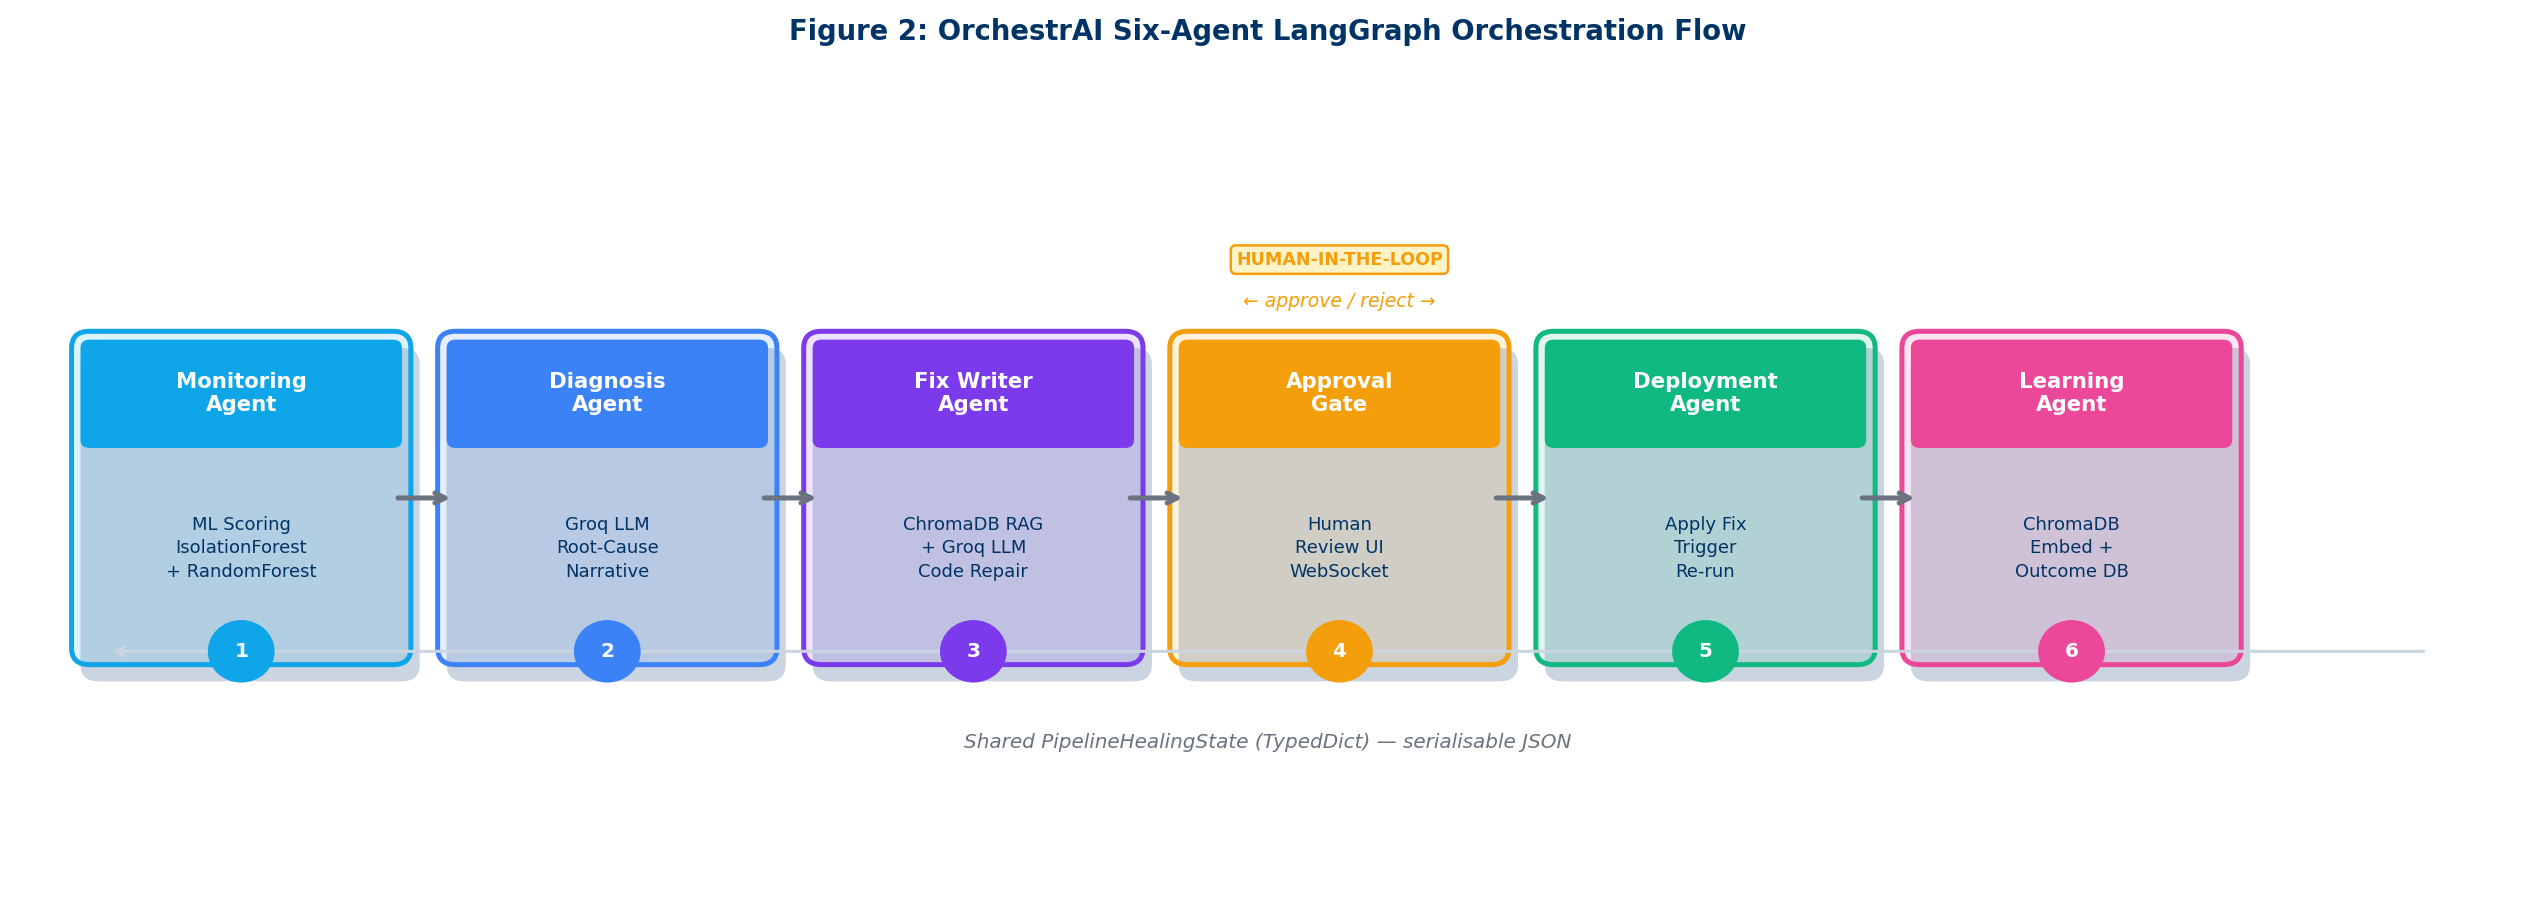 Figure 2: OrchestrAI Six-Agent LangGraph Orchestration Flow
HUMAN-IN-THE-LOOP
← approve / reject →
Monitoring
Agent
ML Scoring
IsolationForest
+ RandomForest
1
Diagnosis
Agent
Groq LLM
Root-Cause
Narrative
2
Fix Writer
Agent
ChromaDB RAG
+ Groq LLM
Code Repair
3
Approval
Gate
Human
Review UI
WebSocket
4
Deployment
Agent
Apply Fix
Trigger
Re-run
5
Learning
Agent
ChromaDB
Embed +
Outcome DB
6
Shared PipelineHealingState (TypedDict) — serialisable JSON